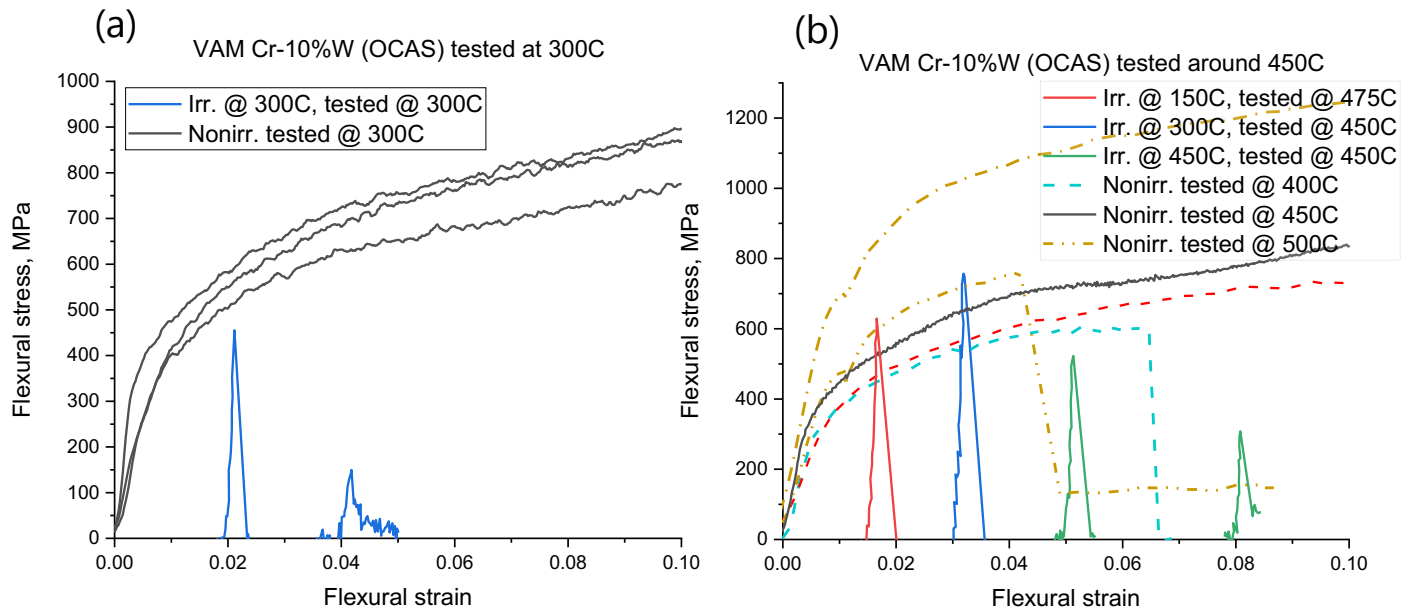 (a)
VAM Cr-10%W (OCAS) tested at 300C
1000
900
800
700
600
500
400
300
200
100
0
Flexural stress, MPa
Irr. @ 300C, tested @ 300C
Nonirr. tested @ 300C
0.00 0.02 0.04 0.06 0.08 0.10
Flexural strain
(b)
VAM Cr-10%W (OCAS) tested around 450C
1200
1000
800
600
400
200
0
Flexural stress, MPa
Irr. @ 150C, tested @ 475C
Irr. @ 300C, tested @ 450C
Irr. @ 450C, tested @ 450C
Nonirr. tested @ 400C
Nonirr. tested @ 450C
Nonirr. tested @ 500C
0.00 0.02 0.04 0.06 0.08 0.10
Flexural strain